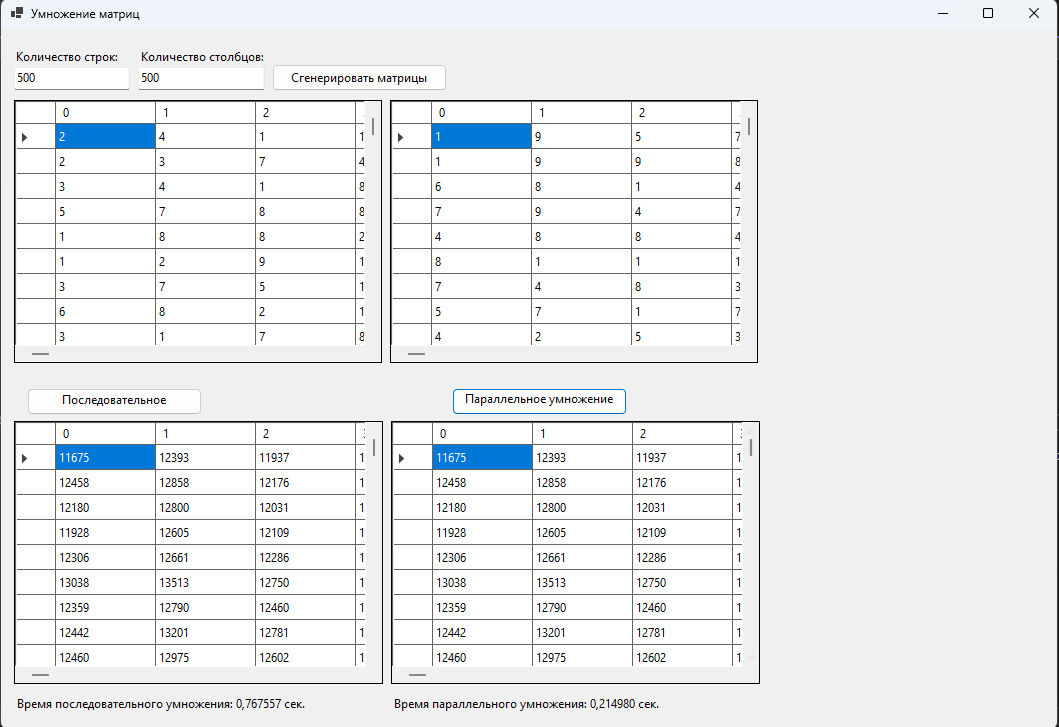 Умножение матриц
Количество строк: Количество столбцов:
500 500 Сгенерировать матрицы
0 1 2 0 1 2
2 4 1 1 1 9 5 7
2 3 7 4 1 9 9 8
3 4 1 8 6 8 1 4
5 7 8 8 7 9 4 7
1 8 8 2 4 8 8 4
1 2 9 1 8 1 1 1
3 7 5 1 7 4 8 3
6 8 2 1 5 7 1 7
3 1 7 8 4 2 5 3
Последовательное Параллельное умножение
0 1 2 0 1 2
11675 12393 11937 1 11675 12393 11937 1
12458 12858 12176 1 12458 12858 12176 1
12180 12800 12031 1 12180 12800 12031 1
11928 12605 12109 1 11928 12605 12109 1
12306 12661 12286 1 12306 12661 12286 1
13038 13513 12750 1 13038 13513 12750 1
12359 12790 12460 1 12359 12790 12460 1
12442 13201 12781 1 12442 13201 12781 1
12460 12975 12602 1 12460 12975 12602 1
Время последовательного умножения: 0,767557 сек. Время параллельного умножения: 0,214980 сек.